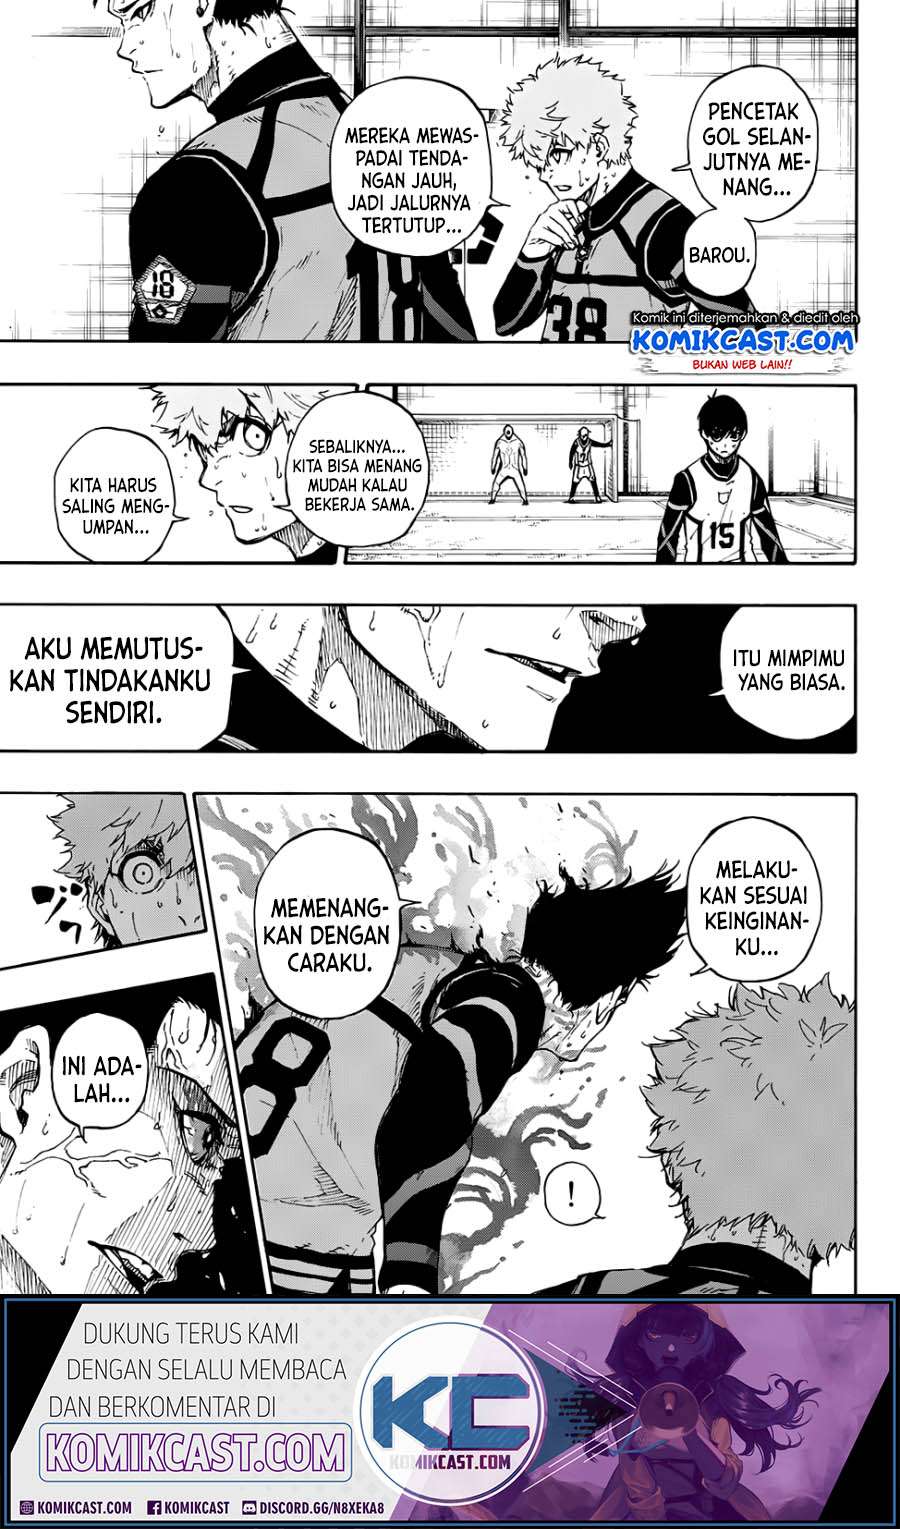 PENCETAK
GOL SELAN-
JUTNYA ME-
NANG...
BAROU.
MEREKA MEWAS-
PADAI TENDA-
NGAN JAUH,
JADI JALURNYA
TERTUTUP...
18
38
Komik ini diterjemahkan & diedit oleh
KOMIKCAST.COM
BUKAN WEB LAIN!!
15
SEBALIKNYA...
KITA BISA MENANG
MUDAH KALAU
BEKERJA SAMA.
KITA HARUS
SALING MENG-
UMPAN...
ITU MIMPIMU
YANG BIASA.
AKU MEMUTUS-
KAN TINDAKANKU
SENDIRI.
MELAKU-
KAN SESUAI
KEINGINAN-
KU...
MEMENANG-
KAN DENGAN
CARAKU.
8
!
INI ADA-
LAH...
DUKUNG TERUS KAMI
DENGAN SELALU MEMBACA
DAN BERKOMENTAR DI
KOMIKCAST.COM
KOMIKCAST.COM
KOMIKCAST
DISCORD.GG/N8XEKA8
KC
KOMIKCAST.COM